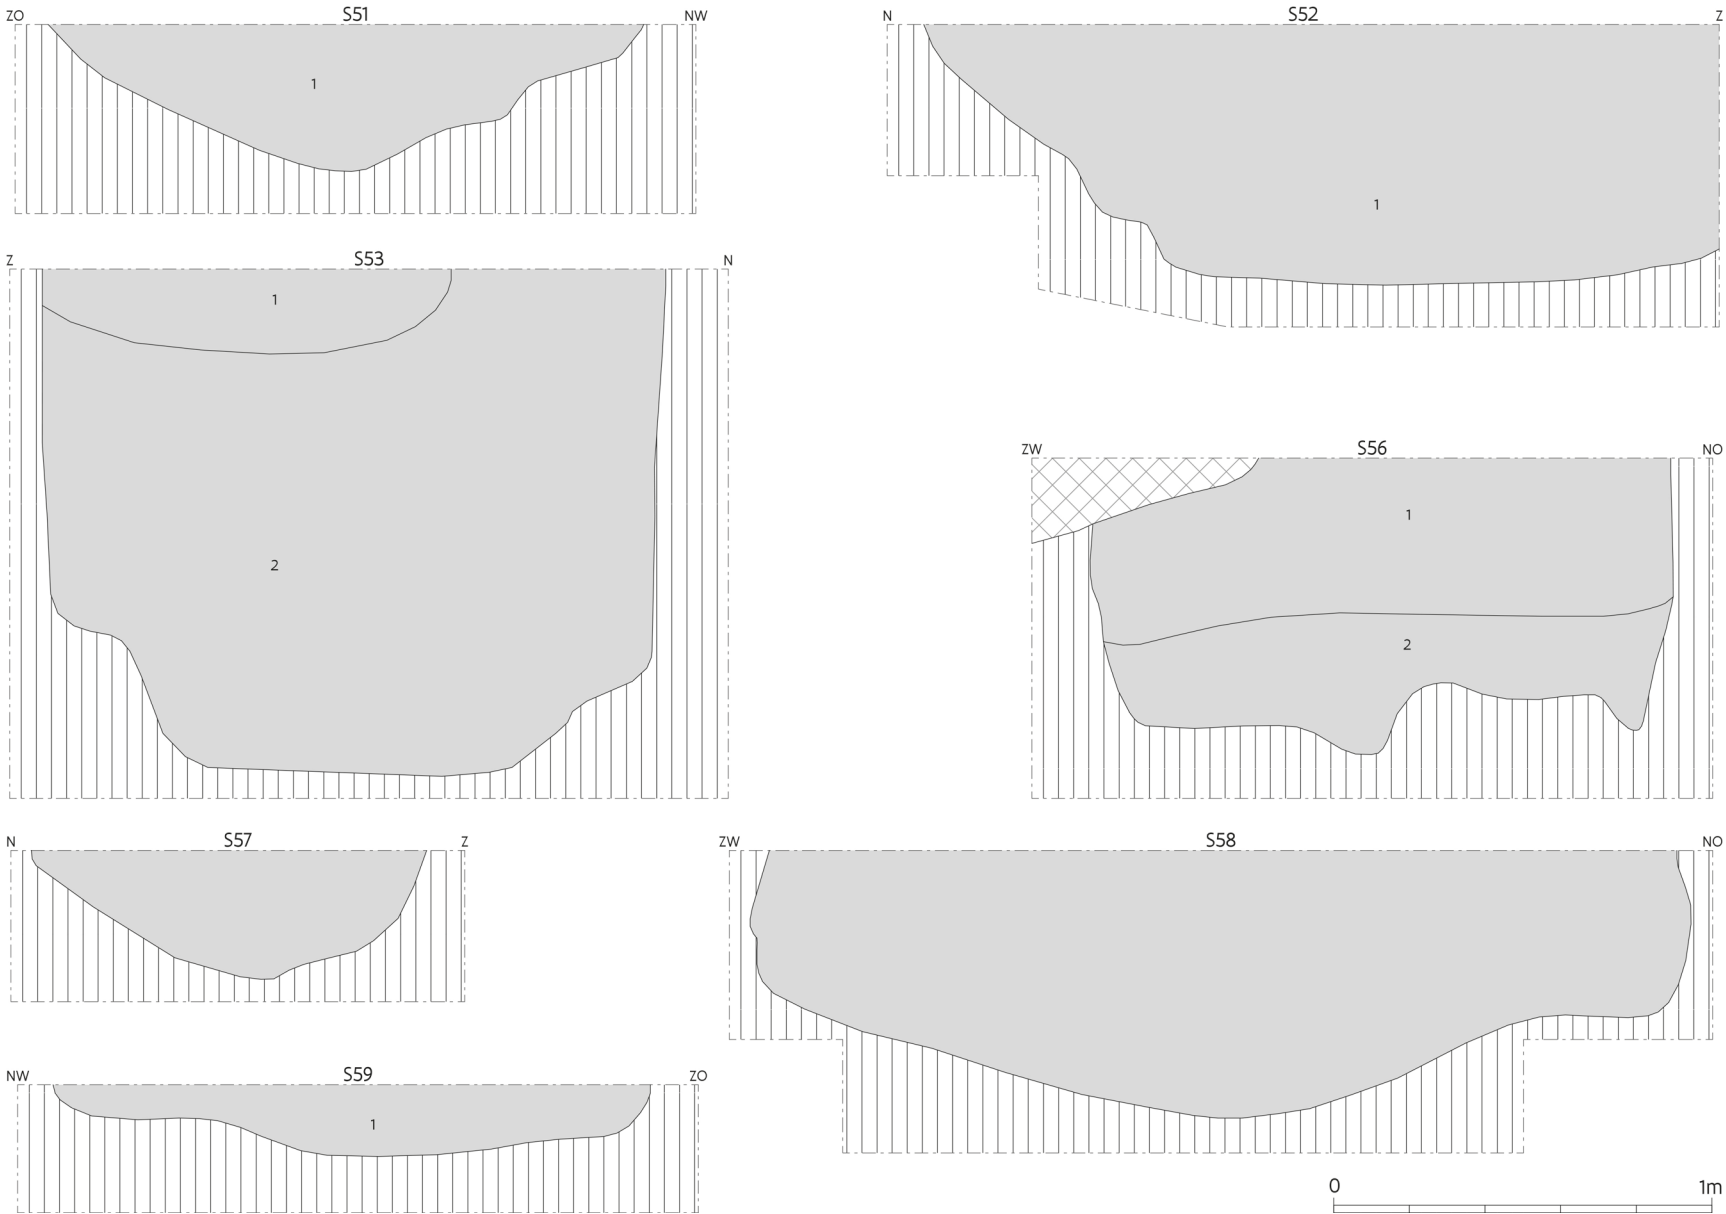 ZO S51 NW
1
N S52 Z
1
Z S53 N
1
2
ZW S56 NO
1
2
N S57 Z
ZW S58 NO
NW S59 ZO
1
0 1m